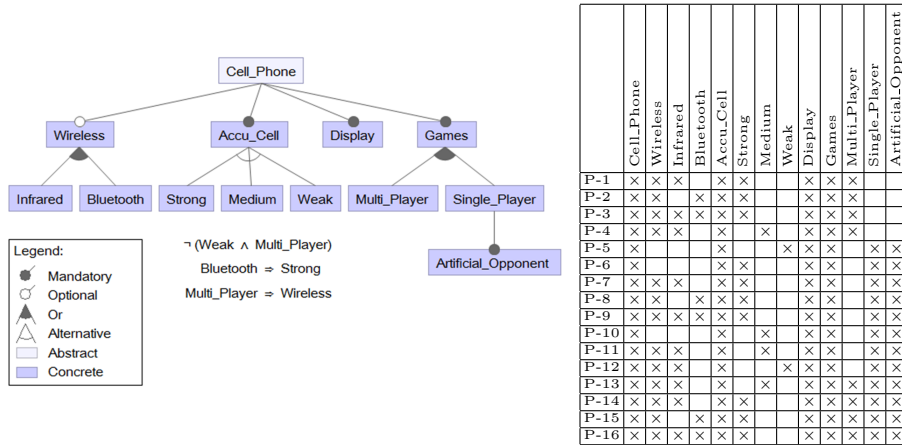 Cell_Phone
Wireless Accu_Cell Display Games
Infrared Bluetooth Strong Medium Weak Multi_Player Single_Player
Artificial_Opponent
¬ (Weak ∧ Multi_Player)
Bluetooth ⇒ Strong
Multi_Player ⇒ Wireless
Legend:
Mandatory
Optional
Or
Alternative
Abstract
Concrete
Cell_Phone Wireless Infrared Bluetooth Accu_Cell Strong Medium Weak Display Games Multi_Player Single_Player Artificial_Opponent
P-1 × × × × × × × ×
P-2 × × × × × × × ×
P-3 × × × × × × × × ×
P-4 × × × × × × × ×
P-5 × × × × × × ×
P-6 × × × × × × ×
P-7 × × × × × × × × ×
P-8 × × × × × × × × ×
P-9 × × × × × × × × × ×
P-10 × × × × × × ×
P-11 × × × × × × × × ×
P-12 × × × × × × × × ×
P-13 × × × × × × × × × ×
P-14 × × × × × × × × × ×
P-15 × × × × × × × × × ×
P-16 × × × × × × × × × × ×